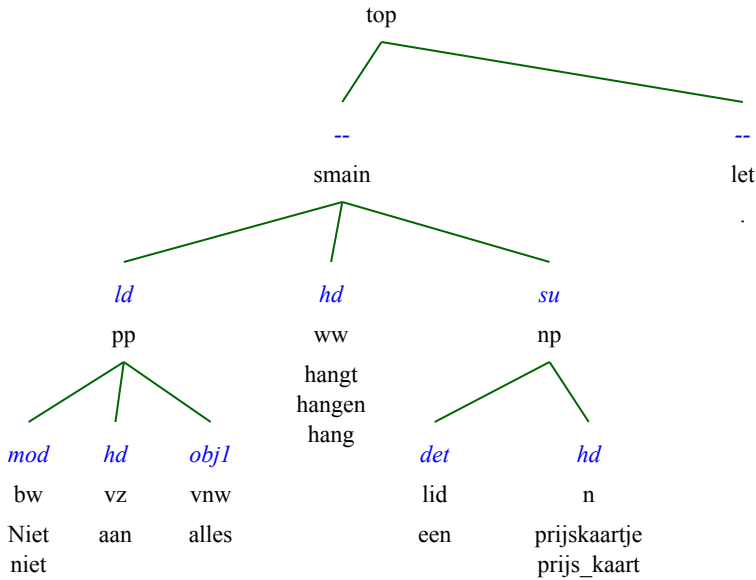 top
-- --
smain let
.
ld hd su
pp ww np
hangt
hangen
hang
mod hd obj1 det hd
bw vz vnw lid n
Niet aan alles een prijskaartje
niet prijs_kaart